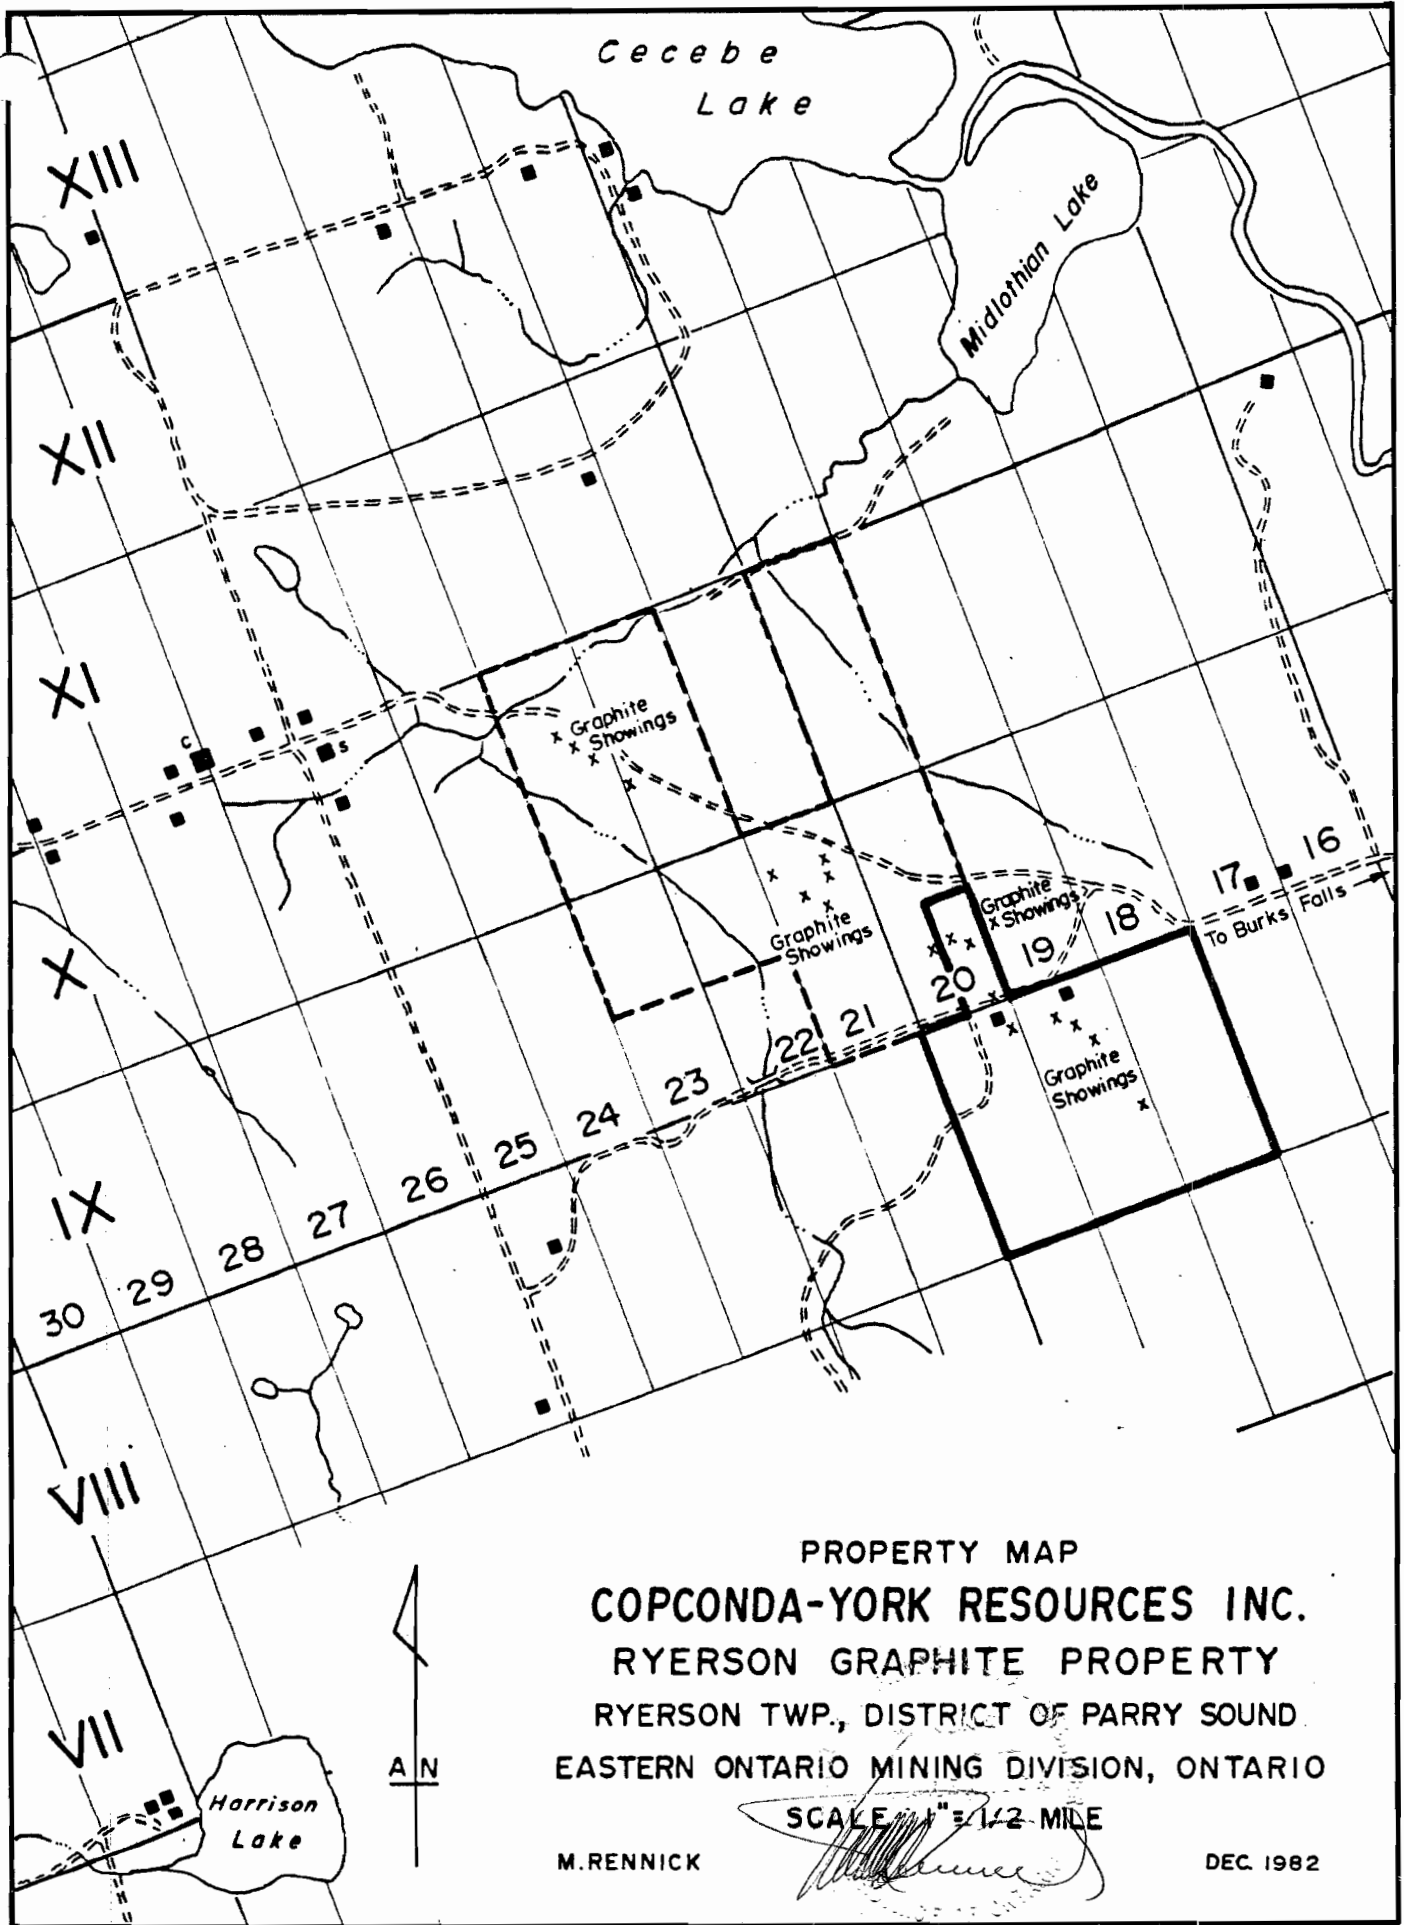 Cecebe
Lake
XIII
Midlothian Lake
XII
XI
Graphite
Showings
C
S
16
17
To Burks Falls
Graphite
Showings
18
19
Graphite
Showings
X
20
21
22
Graphite
Showings
23
24
25
26
IX
27
28
29
30
VIII
PROPERTY MAP
COPCONDA-YORK RESOURCES INC.
RYERSON GRAPHITE PROPERTY
RYERSON TWP., DISTRICT OF PARRY SOUND
EASTERN ONTARIO MINING DIVISION, ONTARIO
SCALE 1" = 1/2 MILE
VII
A N
Harrison
Lake
M. RENNICK
DEC. 1982